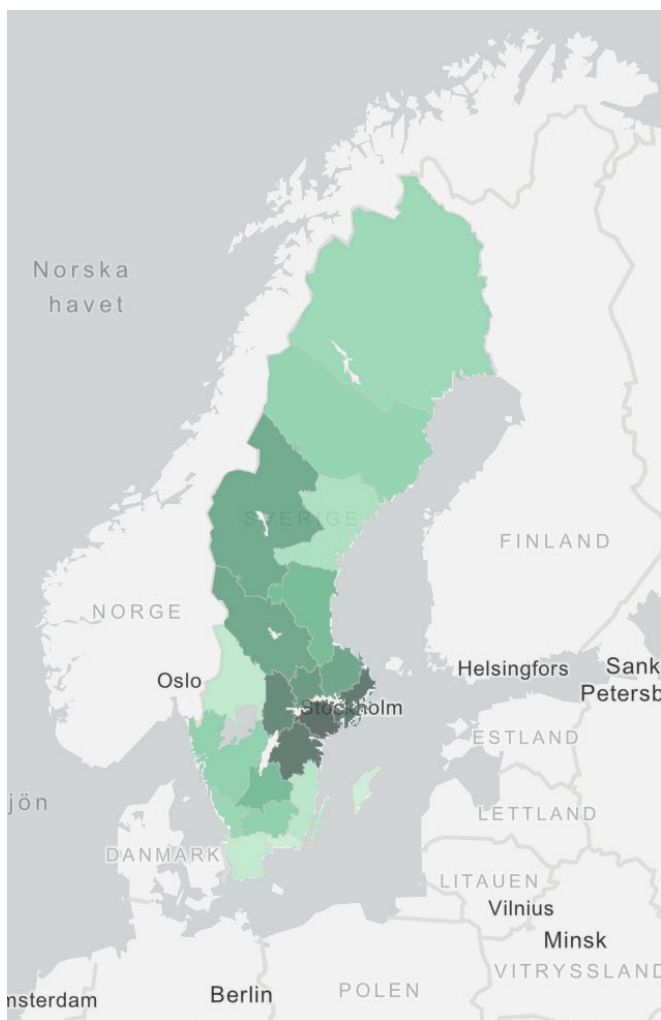 Norska
havet
SVERIGE
FINLAND
NORGE
Oslo
Helsingfors
Sank
Petersb
Stockholm
ESTLAND
jön
LETTLAND
DANMARK
LITAUEN
Vilnius
Minsk
VITRYSSLAND
msterdam
Berlin
POLEN